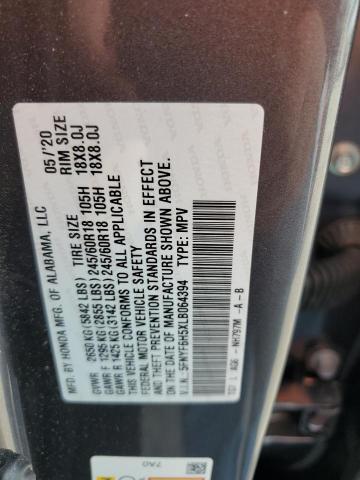 MFD. BY HONDA MFG. OF ALABAMA, LLC 05/'20
TIRE SIZE RIM SIZE
GVWR 2650 KG (5842 LBS)
GAWR F 1295 KG (2855 LBS) 245/60R18 105H 18X8.0J
GAWR R 1425 KG (3142 LBS) 245/60R18 105H 18X8.0J
THIS VEHICLE CONFORMS TO ALL APPLICABLE
FEDERAL MOTOR VEHICLE SAFETY
STANDARDS IN EFFECT
ON THE DATE OF MANUFACTURE SHOWN ABOVE.
V.I.N.: 5FNYF6H5XLB064394 TYPE: MPV
NH797M -A-B
7A0